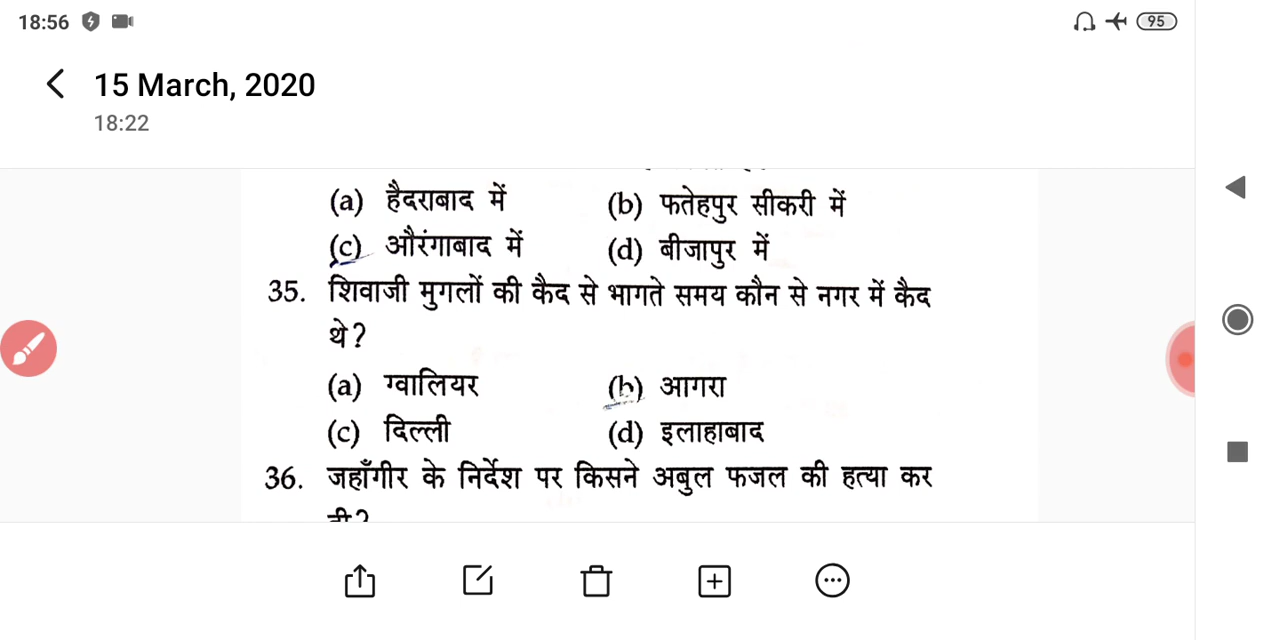 18:56
95
15 March, 2020
18:22
(a) हैदराबाद में (b) फतेहपुर सीकरी में
(c) औरंगाबाद में (d) बीजापुर में
35. शिवाजी मुगलों की कैद से भागते समय कौन से नगर में कैद
थे?
(a) ग्वालियर (b) आगरा
(c) दिल्ली (d) इलाहाबाद
36. जहाँगीर के निर्देश पर किसने अबुल फजल की हत्या कर